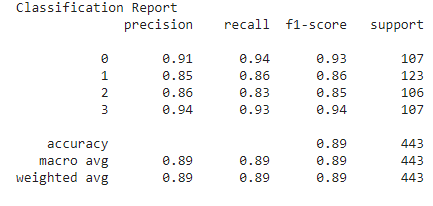 Classification Report
precision recall f1-score support
0 0.91 0.94 0.93 107
1 0.85 0.86 0.86 123
2 0.86 0.83 0.85 106
3 0.94 0.93 0.94 107
accuracy 0.89 443
macro avg 0.89 0.89 0.89 443
weighted avg 0.89 0.89 0.89 443